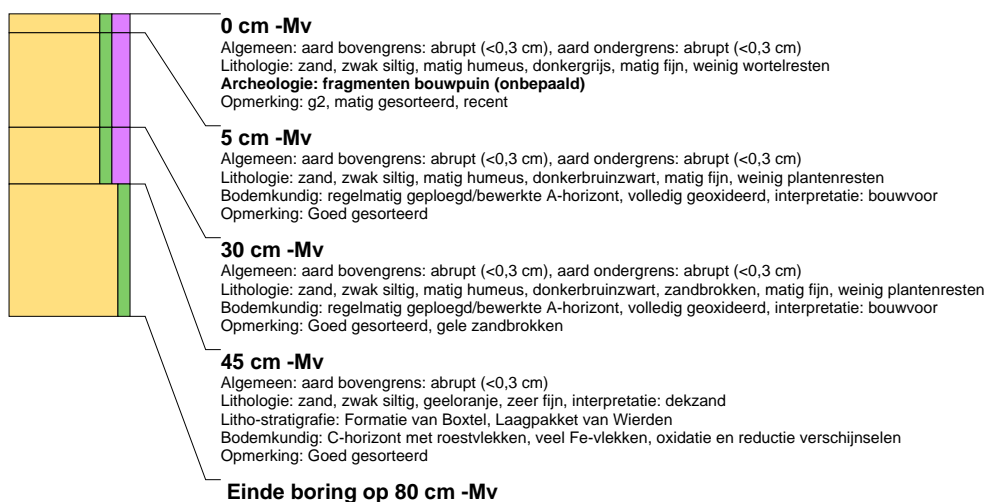 0 cm -Mv
Algemeen: aard bovengrens: abrupt (<0,3 cm), aard ondergrens: abrupt (<0,3 cm)
Lithologie: zand, zwak siltig, matig humeus, donkergrijs, matig fijn, weinig wortelresten
Archeologie: fragmenten bouwpuin (onbepaald)
Opmerking: g2, matig gesorteerd, recent
5 cm -Mv
Algemeen: aard bovengrens: abrupt (<0,3 cm), aard ondergrens: abrupt (<0,3 cm)
Lithologie: zand, zwak siltig, matig humeus, donkerbruinzwart, matig fijn, weinig plantenresten
Bodemkundig: regelmatig geploegd/bewerkte A-horizont, volledig geoxideerd, interpretatie: bouwvoor
Opmerking: Goed gesorteerd
30 cm -Mv
Algemeen: aard bovengrens: abrupt (<0,3 cm), aard ondergrens: abrupt (<0,3 cm)
Lithologie: zand, zwak siltig, matig humeus, donkerbruinzwart, zandbrokken, matig fijn, weinig plantenresten
Bodemkundig: regelmatig geploegd/bewerkte A-horizont, volledig geoxideerd, interpretatie: bouwvoor
Opmerking: Goed gesorteerd, gele zandbrokken
45 cm -Mv
Algemeen: aard bovengrens: abrupt (<0,3 cm)
Lithologie: zand, zwak siltig, geeloranje, zeer fijn, interpretatie: dekzand
Litho-stratigrafie: Formatie van Boxtel, Laagpakket van Wierden
Bodemkundig: C-horizont met roestvlekken, veel Fe-vlekken, oxidatie en reductie verschijnselen
Opmerking: Goed gesorteerd
Einde boring op 80 cm -Mv